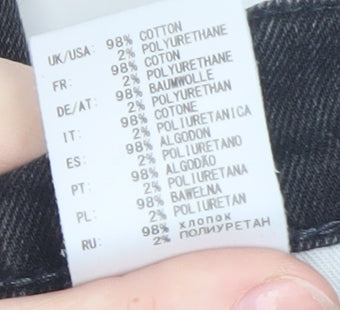 UK/USA: 98% COTTON
2% POLYURETHANE
FR: 98% COTON
2% POLYURETHANE
DE/AT: 98% BAUMWOLLE
2% POLYURETHAN
IT: 98% COTONE
2% POLIURETANICA
ES: 98% ALGODON
2% POLIURETANO
PT: 98% ALGODÃO
2% POLIURETANA
PL: 98% BAWEŁNA
2% POLIURETAN
RU: 98% хлопок
2% ПОЛИУРЕТАН